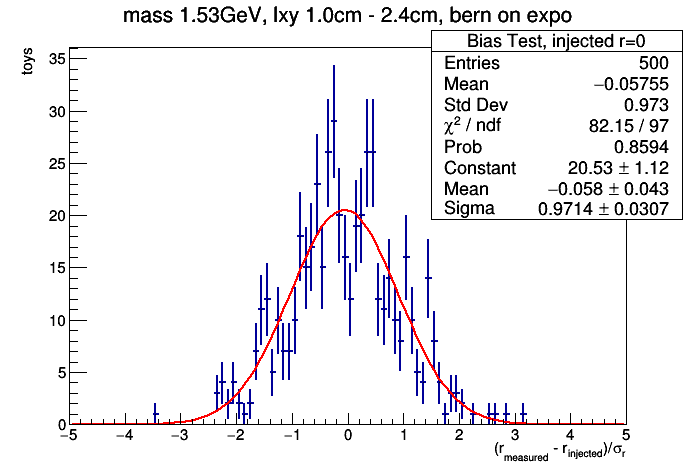 mass 1.53GeV, lxy 1.0cm - 2.4cm, bern on expo
Bias Test, injected r=0
Entries 500
Mean −0.05755
Std Dev 0.973
χ² / ndf 82.15 / 97
Prob 0.8594
Constant 20.53 ± 1.12
Mean −0.058 ± 0.043
Sigma 0.9714 ± 0.0307
toys
35
30
25
20
15
10
5
0
−5 −4 −3 −2 −1 0 1 2 3 4 5
(r_measured - r_injected)/σ_r